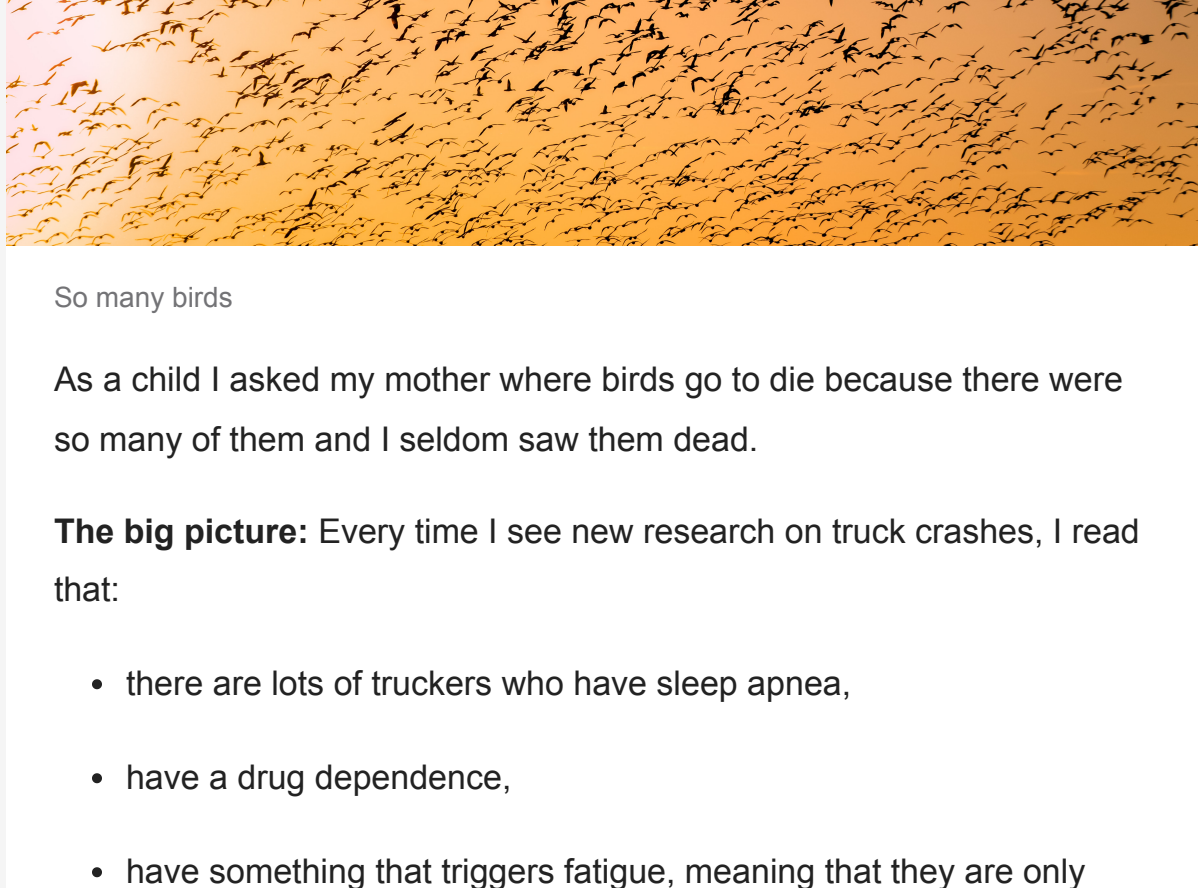 So many birds
As a child I asked my mother where birds go to die because there were
so many of them and I seldom saw them dead.
The big picture: Every time I see new research on truck crashes, I read
that:
• there are lots of truckers who have sleep apnea,
• have a drug dependence,
• have something that triggers fatigue, meaning that they are only